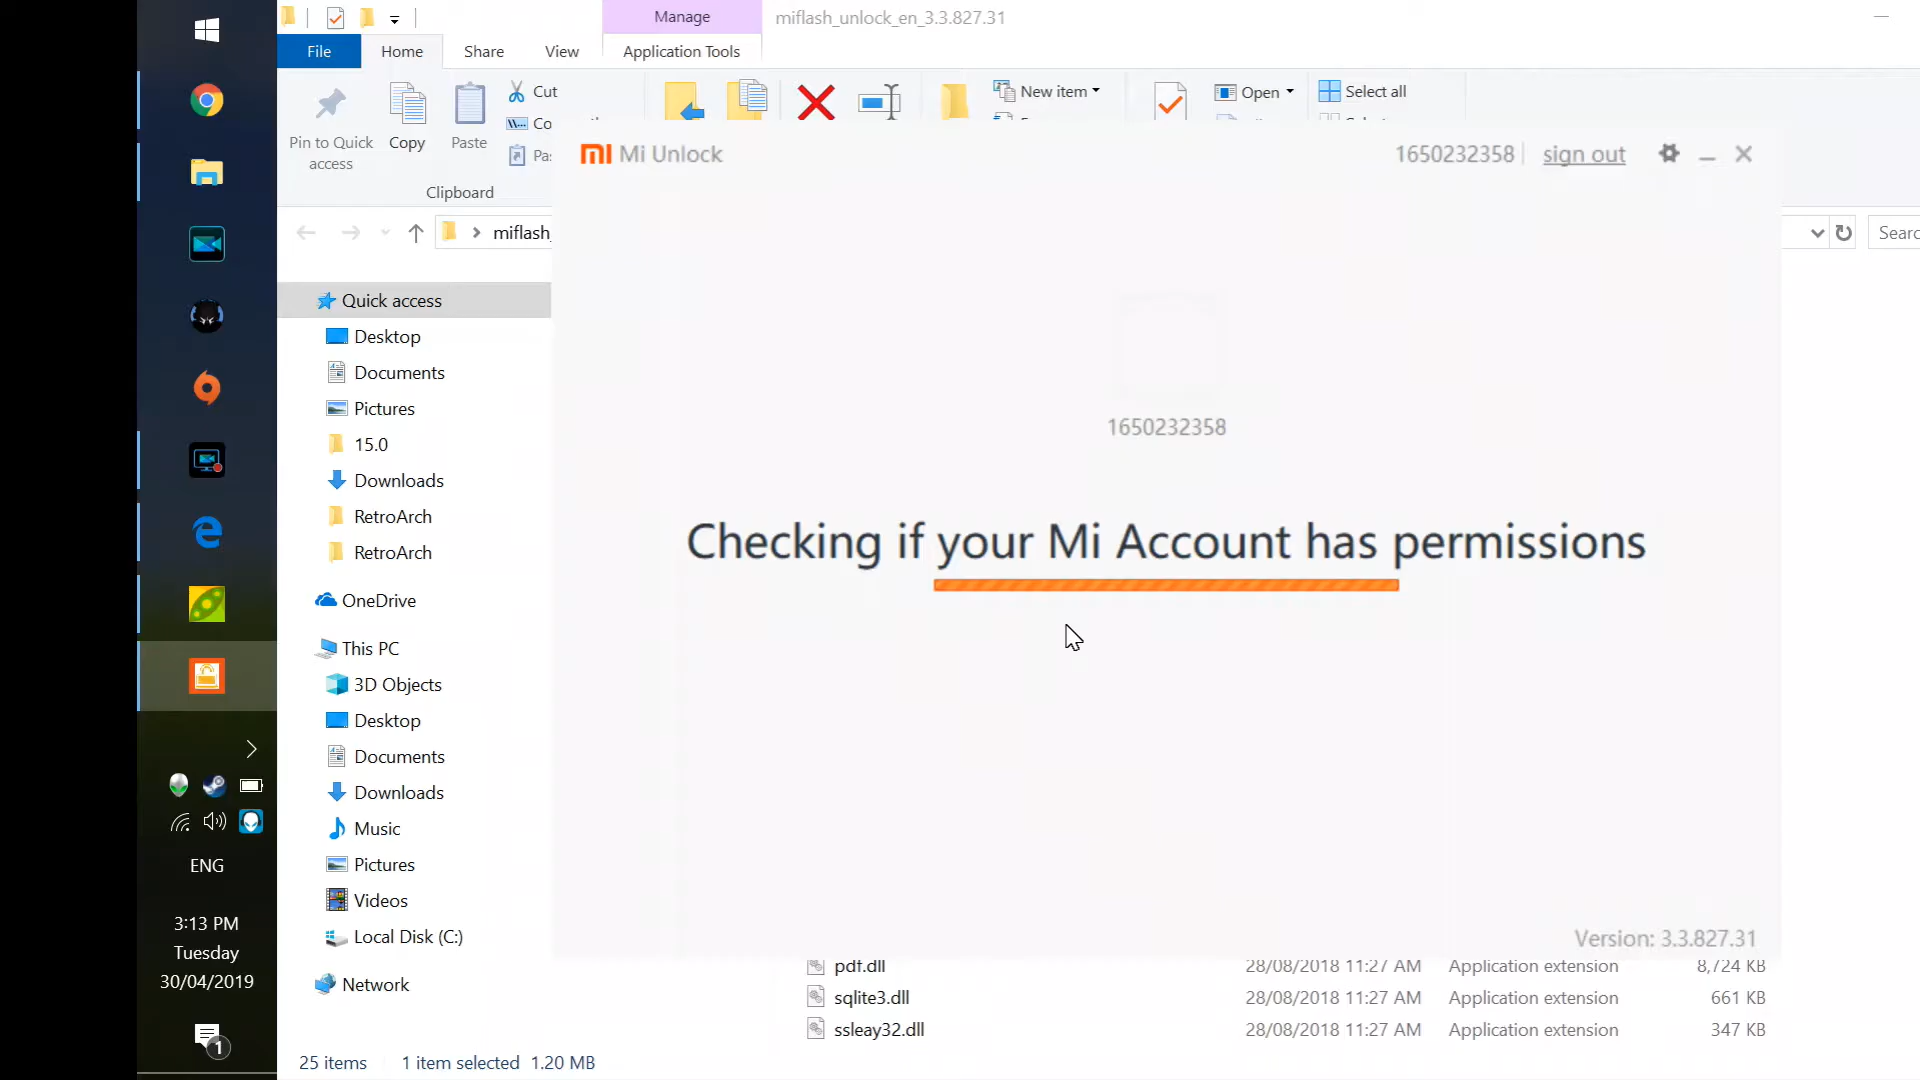 Manage
miflash_unlock_en_3.3.827.31
File
Home
Share
View
Application Tools
Pin to Quick
access
Copy
Paste
Cut
New item
Open
Select all
Clipboard
mi Mi Unlock
1650232358
sign out
miflash_
Searc
Quick access
Desktop
Documents
Pictures
15.0
Downloads
RetroArch
RetroArch
OneDrive
This PC
3D Objects
Desktop
Documents
Downloads
Music
Pictures
Videos
Local Disk (C:)
Network
1650232358
Checking if your Mi Account has permissions
Version: 3.3.827.31
pdf.dll 28/08/2018 11:27 AM Application extension 8,724 KB
sqlite3.dll 28/08/2018 11:27 AM Application extension 661 KB
ssleay32.dll 28/08/2018 11:27 AM Application extension 347 KB
25 items 1 item selected 1.20 MB
ENG
3:13 PM
Tuesday
30/04/2019
1